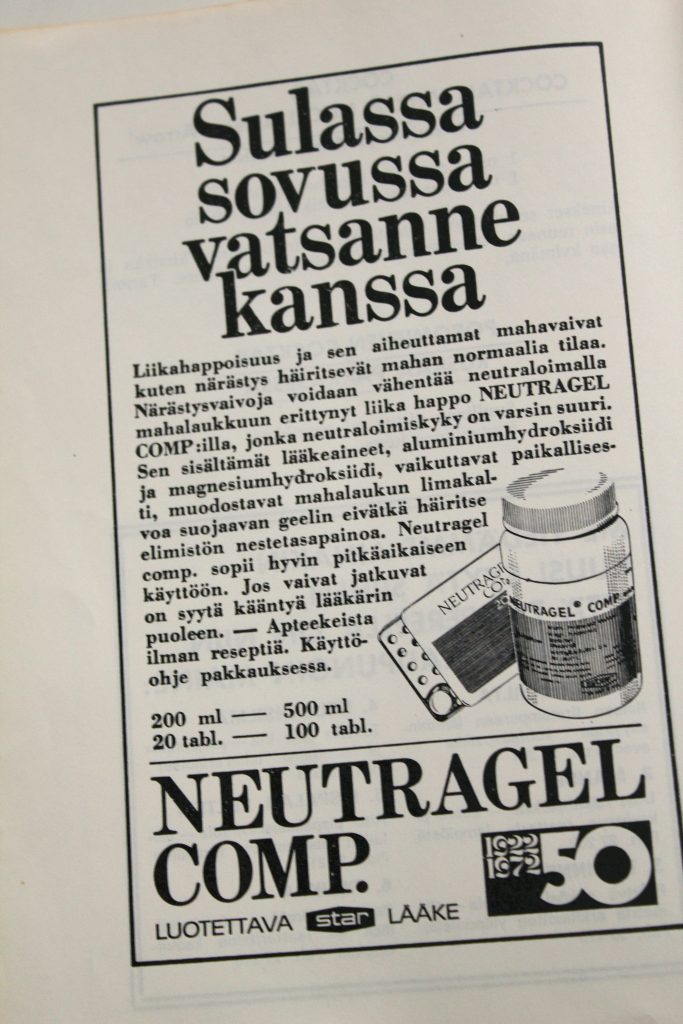 Sulassa
sovussa
vatsanne
kanssa
Liikahappoisuus ja sen aiheuttamat mahavaivat
kuten närästys häiritsevät mahan normaalia tilaa.
Närästysvaivoja voidaan vähentää neutraloimalla
mahalaukkuun erittynyt liika happo NEUTRAGEL
COMP:illa, jonka neutraloimiskyky on varsin suuri.
Sen sisältämät lääkeaineet, aluminiumhydroksiidi
ja magnesiumhydroksiidi, vaikuttavat paikallises-
ti, muodostavat mahalaukun limakal-
voa suojaavan geelin eivätkä häiritse
elimistön nestetasapainoa. Neutragel
comp. sopii hyvin pitkäaikaiseen
käyttöön. Jos vaivat jatkuvat
on syytä kääntyä lääkärin
puoleen. — Apteekeista
ilman reseptiä. Käyttö-
ohje pakkauksessa.
NEUTRAGEL
CO
NEUTRAGEL® COMP
200 ml — 500 ml
20 tabl. — 100 tabl.
NEUTRAGEL
COMP.
1922
1972
50
LUOTETTAVA star LÄÄKE